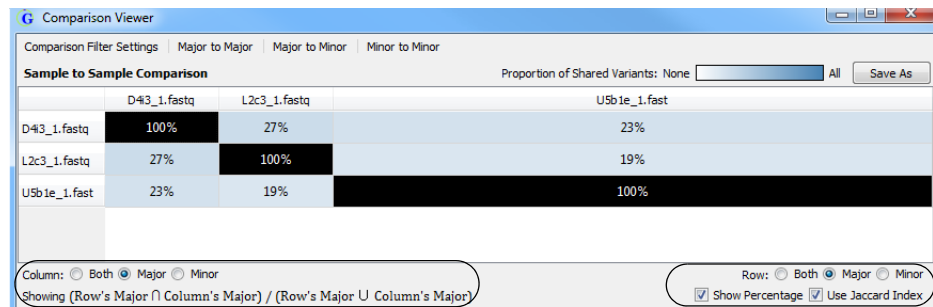 G Comparison Viewer
Comparison Filter Settings Major to Major Major to Minor Minor to Minor
Sample to Sample Comparison Proportion of Shared Variants: None All Save As
D4i3_1.fastq L2c3_1.fastq U5b1e_1.fast
D4i3_1.fastq 100% 27% 23%
L2c3_1.fastq 27% 100% 19%
U5b1e_1.fast 23% 19% 100%
Column: Both Major Minor Row: Both Major Minor
Showing (Row's Major ∩ Column's Major) / (Row's Major ∪ Column's Major) Show Percentage Use Jaccard Index